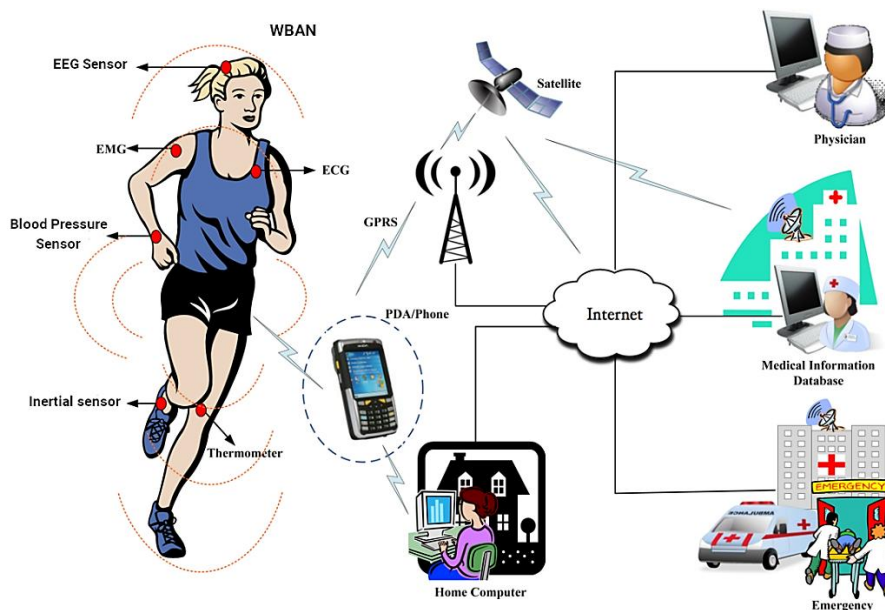 WBAN
EEG Sensor
EMG
ECG
Blood Pressure
Sensor
Inertial sensor
Thermometer
Satellite
GPRS
PDA/Phone
Internet
Home Computer
Physician
Medical Information
Database
EMERGENCY
Emergency